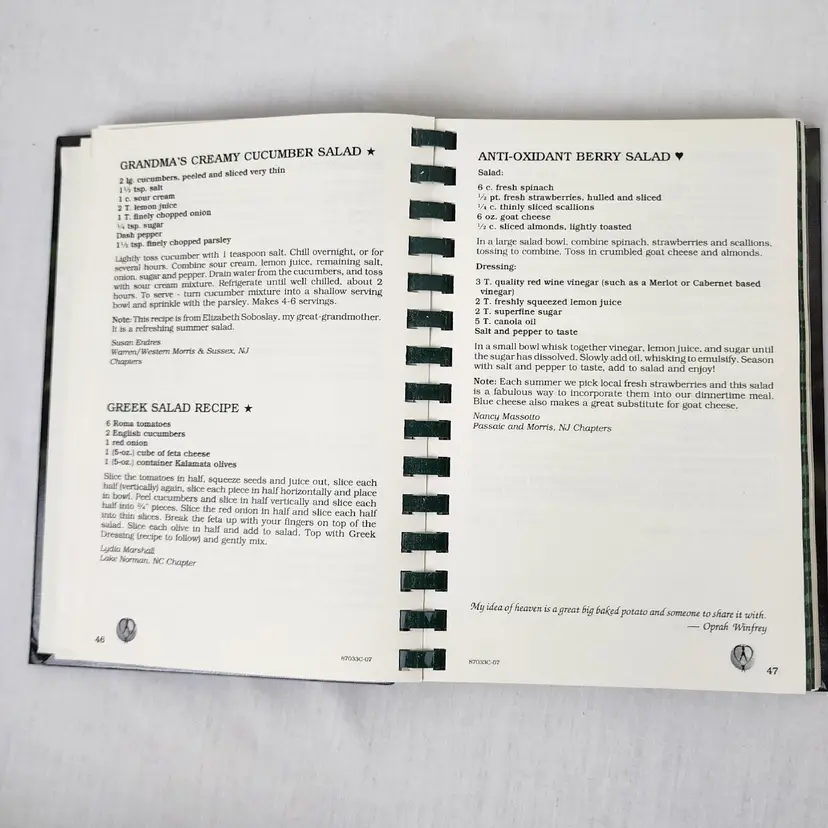 GRANDMA'S CREAMY CUCUMBER SALAD ★
2 lg. cucumbers, peeled and sliced very thin
1½ tsp. salt
1 c. sour cream
2 T. lemon juice
1 T. finely chopped onion
¼ tsp. sugar
Dash pepper
1½ tsp. finely chopped parsley
Lightly toss cucumber with 1 teaspoon salt. Chill overnight, or for
several hours. Combine sour cream, lemon juice, remaining salt,
onion, sugar and pepper. Drain water from the cucumbers, and toss
with sour cream mixture. Refrigerate until well chilled, about 2
hours. To serve - turn cucumber mixture into a shallow serving
bowl and sprinkle with the parsley. Makes 4-6 servings.
Note: This recipe is from Elizabeth Soboslay, my great-grandmother.
It is a refreshing summer salad.
Susan Endres
Warren/Western Morris & Sussex, NJ
Chapters
GREEK SALAD RECIPE ★
6 Roma tomatoes
2 English cucumbers
1 red onion
1 (5-oz.) cube of feta cheese
1 (5-oz.) container Kalamata olives
Slice the tomatoes in half, squeeze seeds and juice out, slice each
half (vertically) again, slice each piece in half horizontally and place
in bowl. Peel cucumbers and slice in half vertically and slice each
half into ¾" pieces. Slice the red onion in half and slice each half
into thin slices. Break the feta up with your fingers on top of the
salad. Slice each olive in half and add to salad. Top with Greek
Dressing (recipe to follow) and gently mix.
Lydia Marshall
Lake Norman, NC Chapter
46
87033C-07
ANTI-OXIDANT BERRY SALAD ♥
Salad:
6 c. fresh spinach
½ pt. fresh strawberries, hulled and sliced
¼ c. thinly sliced scallions
6 oz. goat cheese
½ c. sliced almonds, lightly toasted
In a large salad bowl, combine spinach, strawberries and scallions,
tossing to combine. Toss in crumbled goat cheese and almonds.
Dressing:
3 T. quality red wine vinegar (such as a Merlot or Cabernet based
vinegar)
2 T. freshly squeezed lemon juice
2 T. superfine sugar
5 T. canola oil
Salt and pepper to taste
In a small bowl whisk together vinegar, lemon juice, and sugar until
the sugar has dissolved. Slowly add oil, whisking to emulsify. Season
with salt and pepper to taste, add to salad and enjoy!
Note: Each summer we pick local fresh strawberries and this salad
is a fabulous way to incorporate them into our dinnertime meal.
Blue cheese also makes a great substitute for goat cheese.
Nancy Massotto
Passaic and Morris, NJ Chapters
My idea of heaven is a great big baked potato and someone to share it with.
— Oprah Winfrey
87033C-07
47